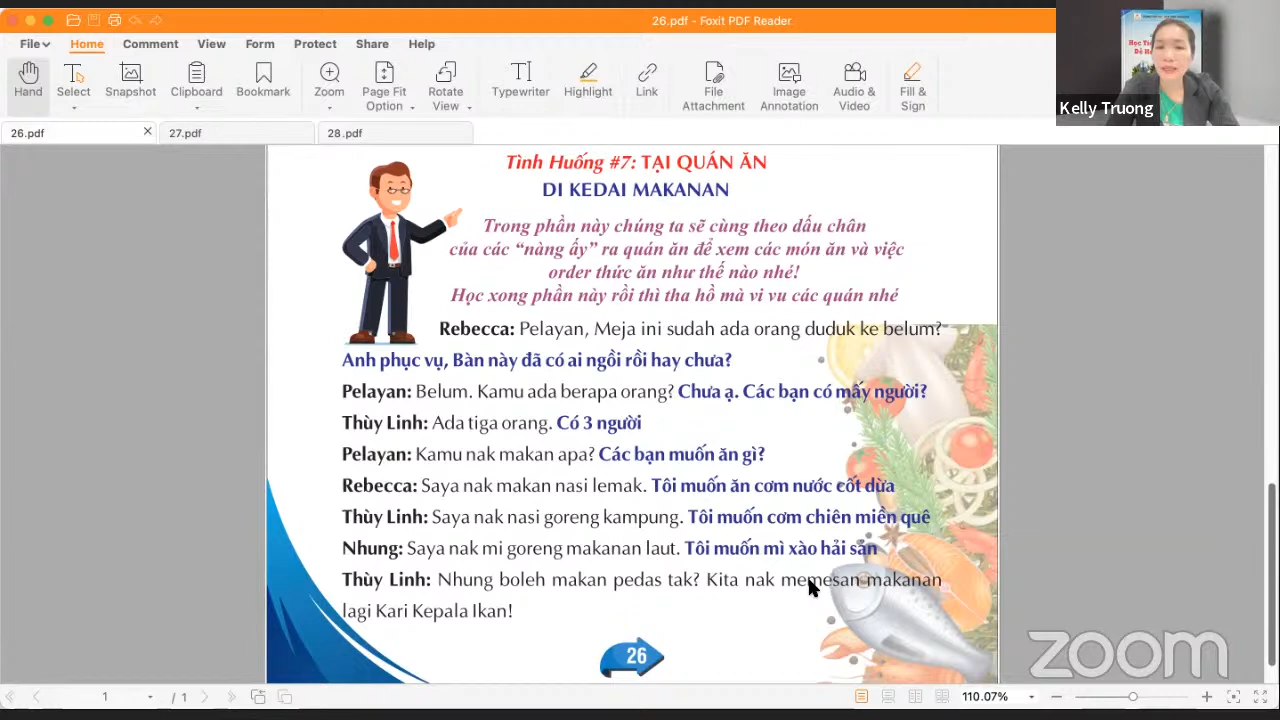 26.pdf - Foxit PDF Reader
File Home Comment View Form Protect Share Help
Hand Select Snapshot Clipboard Bookmark Zoom Page Fit Option Rotate View Typewriter Highlight Link File Attachment Image Annotation Audio & Video Fill & Sign
Kelly Truong
26.pdf 27.pdf 28.pdf
Tình Huống #7: TẠI QUÁN ĂN
DI KEDAI MAKANAN
Trong phần này chúng ta sẽ cùng theo dấu chân
của các “nàng ấy” ra quán ăn để xem các món ăn và việc
order thức ăn như thế nào nhé!
Học xong phần này rồi thì tha hồ mà vi vu các quán nhé
Rebecca: Pelayan, Meja ini sudah ada orang duduk ke belum?
Anh phục vụ, Bàn này đã có ai ngồi rồi hay chưa?
Pelayan: Belum. Kamu ada berapa orang? Chưa ạ. Các bạn có mấy người?
Thùy Linh: Ada tiga orang. Có 3 người
Pelayan: Kamu nak makan apa? Các bạn muốn ăn gì?
Rebecca: Saya nak makan nasi lemak. Tôi muốn ăn cơm nước cốt dừa
Thùy Linh: Saya nak nasi goreng kampung. Tôi muốn cơm chiên miền quê
Nhung: Saya nak mi goreng makanan laut. Tôi muốn mì xào hải sản
Thùy Linh: Nhung boleh makan pedas tak? Kita nak memesan makanan
lagi Kari Kepala Ikan!
26
zoom
1 / 1 110.07%